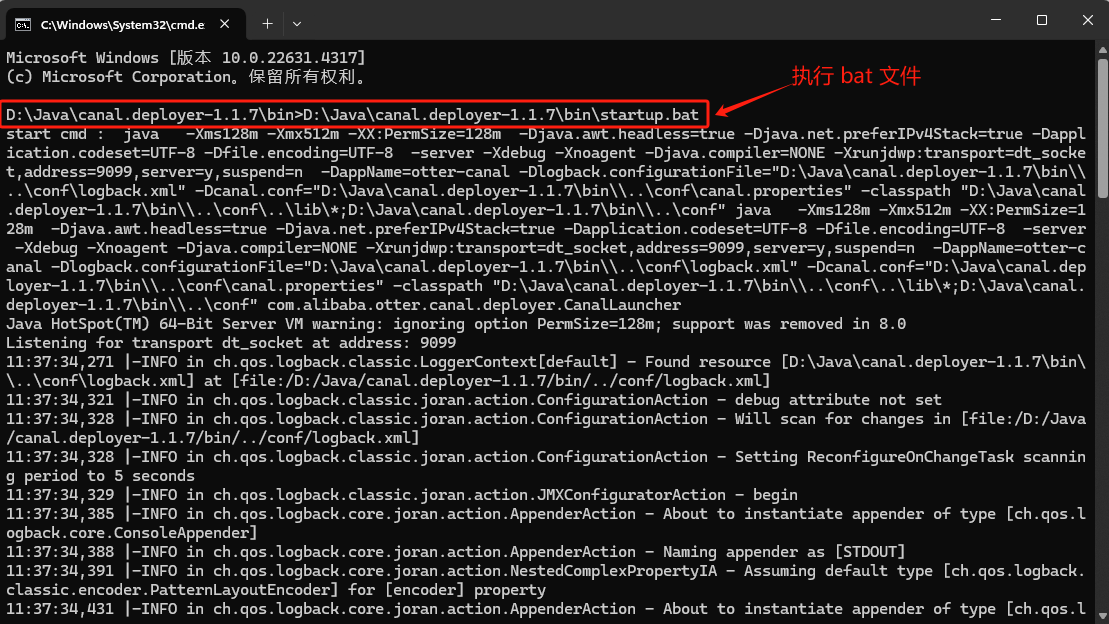 C:\Windows\System32\cmd.e
Microsoft Windows [版本 10.0.22631.4317]
(c) Microsoft Corporation。保留所有权利。
执行 bat 文件
D:\Java\canal.deployer-1.1.7\bin>D:\Java\canal.deployer-1.1.7\bin\startup.bat
start cmd :  java   -Xms128m -Xmx512m -XX:PermSize=128m  -Djava.awt.headless=true -Djava.net.preferIPv4Stack=true -Dappl
ication.codeset=UTF-8 -Dfile.encoding=UTF-8  -server -Xdebug -Xnoagent -Djava.compiler=NONE -Xrunjdwp:transport=dt_socke
t,address=9099,server=y,suspend=n  -DappName=otter-canal -Dlogback.configurationFile="D:\Java\canal.deployer-1.1.7\bin\\
..\conf\logback.xml" -Dcanal.conf="D:\Java\canal.deployer-1.1.7\bin\\..\conf\canal.properties" -classpath "D:\Java\canal
.deployer-1.1.7\bin\\..\conf\..\lib\*;D:\Java\canal.deployer-1.1.7\bin\\..\conf" java   -Xms128m -Xmx512m -XX:PermSize=1
28m  -Djava.awt.headless=true -Djava.net.preferIPv4Stack=true -Dapplication.codeset=UTF-8 -Dfile.encoding=UTF-8  -server
 -Xdebug -Xnoagent -Djava.compiler=NONE -Xrunjdwp:transport=dt_socket,address=9099,server=y,suspend=n  -DappName=otter-c
anal -Dlogback.configurationFile="D:\Java\canal.deployer-1.1.7\bin\\..\conf\logback.xml" -Dcanal.conf="D:\Java\canal.dep
loyer-1.1.7\bin\\..\conf\canal.properties" -classpath "D:\Java\canal.deployer-1.1.7\bin\\..\conf\..\lib\*;D:\Java\canal.
deployer-1.1.7\bin\\..\conf" com.alibaba.otter.canal.deployer.CanalLauncher
Java HotSpot(TM) 64-Bit Server VM warning: ignoring option PermSize=128m; support was removed in 8.0
Listening for transport dt_socket at address: 9099
11:37:34,271 |-INFO in ch.qos.logback.classic.LoggerContext[default] - Found resource [D:\Java\canal.deployer-1.1.7\bin\
\..\conf\logback.xml] at [file:/D:/Java/canal.deployer-1.1.7/bin/../conf/logback.xml]
11:37:34,321 |-INFO in ch.qos.logback.classic.joran.action.ConfigurationAction - debug attribute not set
11:37:34,328 |-INFO in ch.qos.logback.classic.joran.action.ConfigurationAction - Will scan for changes in [file:/D:/Java
/canal.deployer-1.1.7/bin/../conf/logback.xml]
11:37:34,328 |-INFO in ch.qos.logback.classic.joran.action.ConfigurationAction - Setting ReconfigureOnChangeTask scannin
g period to 5 seconds
11:37:34,329 |-INFO in ch.qos.logback.classic.joran.action.JMXConfiguratorAction - begin
11:37:34,385 |-INFO in ch.qos.logback.core.joran.action.AppenderAction - About to instantiate appender of type [ch.qos.l
ogback.core.ConsoleAppender]
11:37:34,388 |-INFO in ch.qos.logback.core.joran.action.AppenderAction - Naming appender as [STDOUT]
11:37:34,391 |-INFO in ch.qos.logback.core.joran.action.NestedComplexPropertyIA - Assuming default type [ch.qos.logback.
classic.encoder.PatternLayoutEncoder] for [encoder] property
11:37:34,431 |-INFO in ch.qos.logback.core.joran.action.AppenderAction - About to instantiate appender of type [ch.qos.l